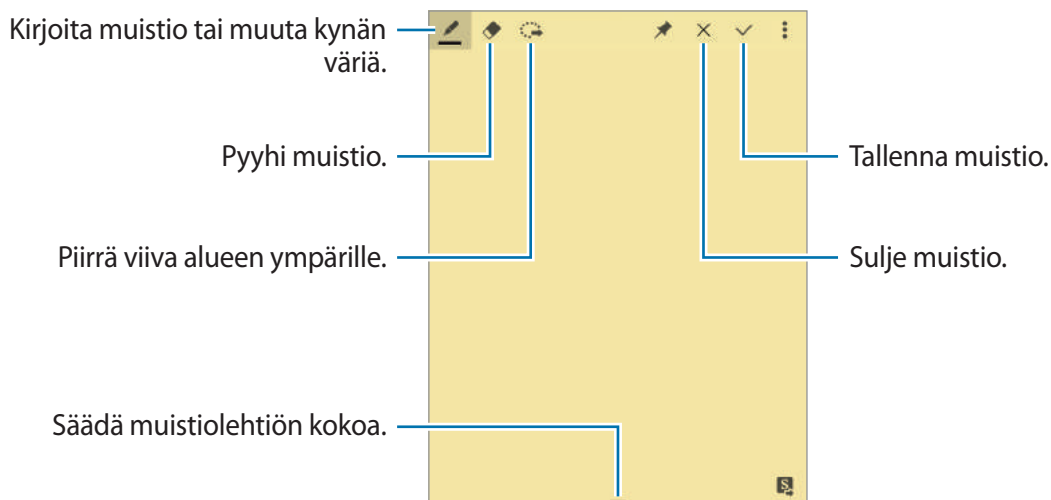 Kirjoita muistio tai muuta kynän
väriä.
Pyyhi muistio.
Tallenna muistio.
Piirrä viiva alueen ympärille.
Sulje muistio.
Säädä muistiolehtiön kokoa.
S